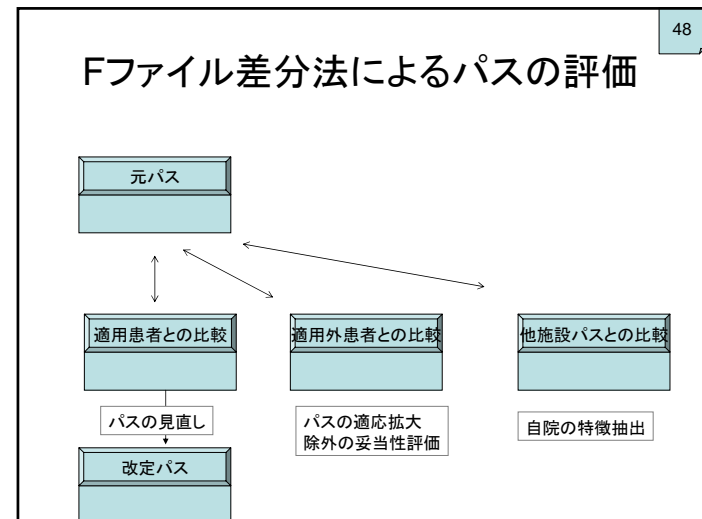 48
Fファイル差分法によるパスの評価
元パス
適用患者との比較
適用外患者との比較
他施設パスとの比較
パスの見直し
パスの適応拡大
除外の妥当性評価
自院の特徴抽出
改定パス